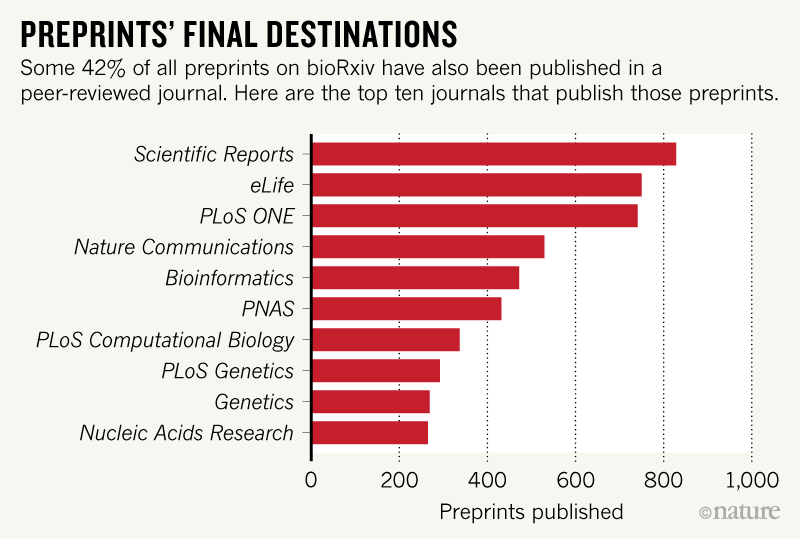 PREPRINTS’ FINAL DESTINATIONS
Some 42% of all preprints on bioRxiv have also been published in a
peer-reviewed journal. Here are the top ten journals that publish those preprints.
Scientific Reports
eLife
PLoS ONE
Nature Communications
Bioinformatics
PNAS
PLoS Computational Biology
PLoS Genetics
Genetics
Nucleic Acids Research
0 200 400 600 800 1,000
Preprints published
©nature